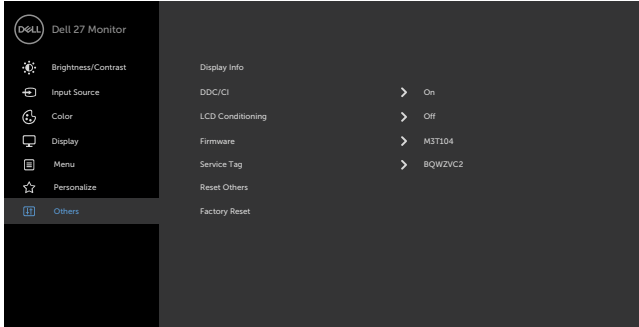 DELL Dell 27 Monitor
Brightness/Contrast
Input Source
Color
Display
Menu
Personalize
Others
Display Info
DDC/CI On
LCD Conditioning Off
Firmware M3T104
Service Tag BQWZVC2
Reset Others
Factory Reset